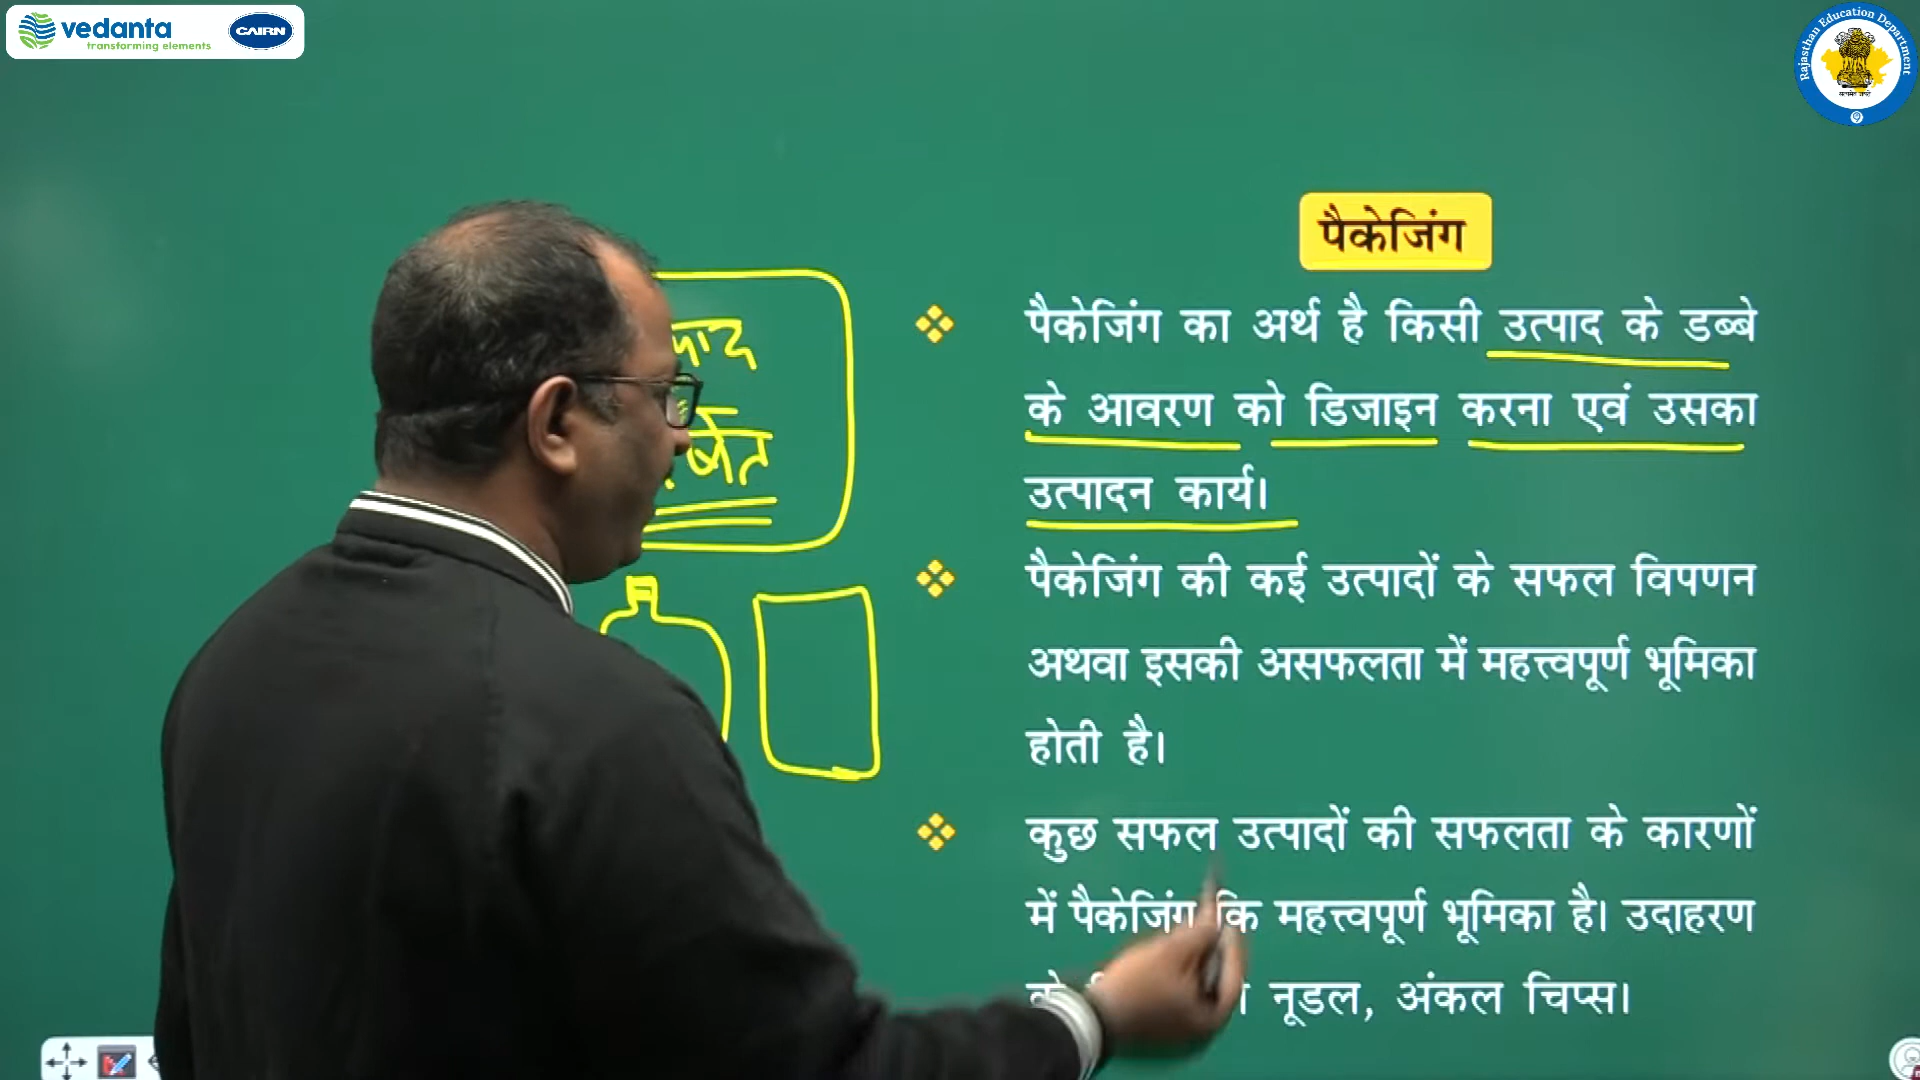 vedanta
transforming elements
CAIRN
Rajasthan Education Department
पैकेजिंग
पैकेजिंग का अर्थ है किसी उत्पाद के डब्बे
के आवरण को डिजाइन करना एवं उसका
उत्पादन कार्य।
पैकेजिंग की कई उत्पादों के सफल विपणन
अथवा इसकी असफलता में महत्त्वपूर्ण भूमिका
होती है।
कुछ सफल उत्पादों की सफलता के कारणों
में पैकेजिंग कि महत्त्वपूर्ण भूमिका है। उदाहरण
नूडल, अंकल चिप्स।